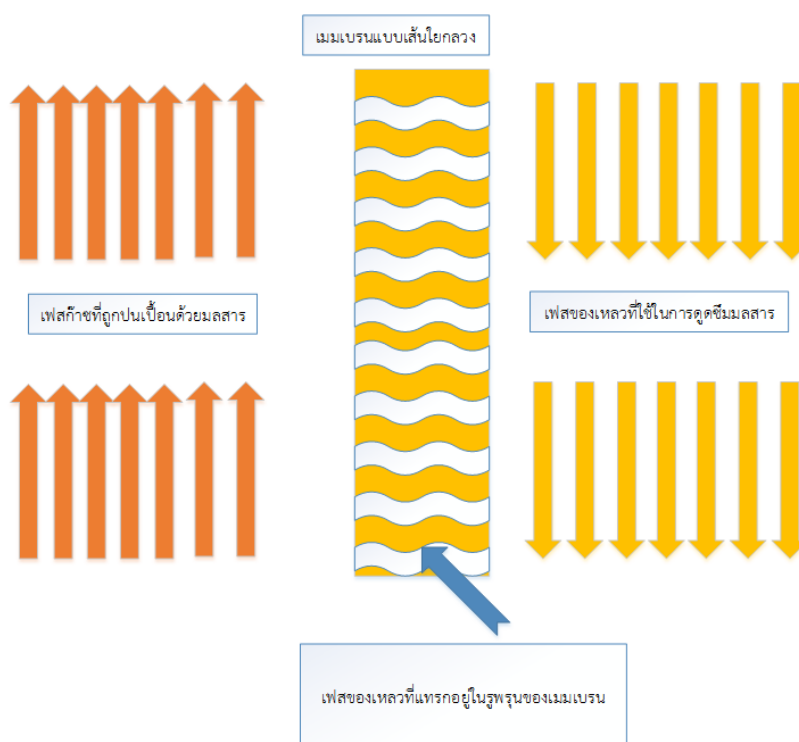 เมมเบรนแบบเส้นใยกลวง
เฟสก๊าซที่ถูกปนเปื้อนด้วยมลสาร
เฟสของเหลวที่ใช้ในการดูดซึมมลสาร
เฟสของเหลวที่แทรกอยู่ในรูพรุนของเมมเบรน